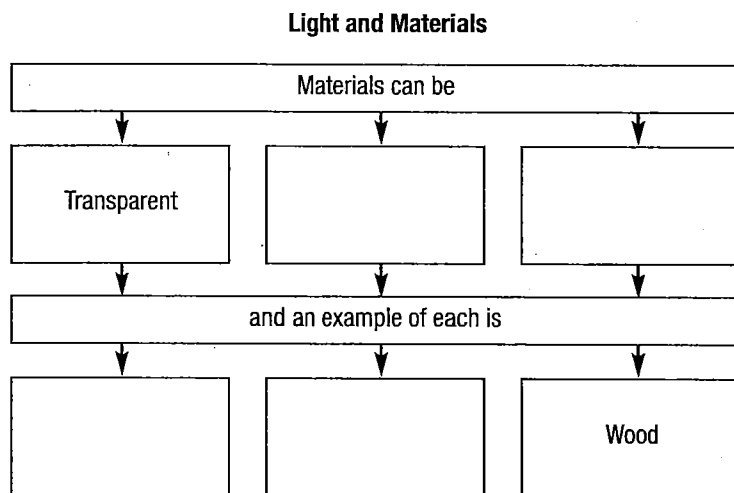 Light and Materials
Materials can be
Transparent
and an example of each is
Wood